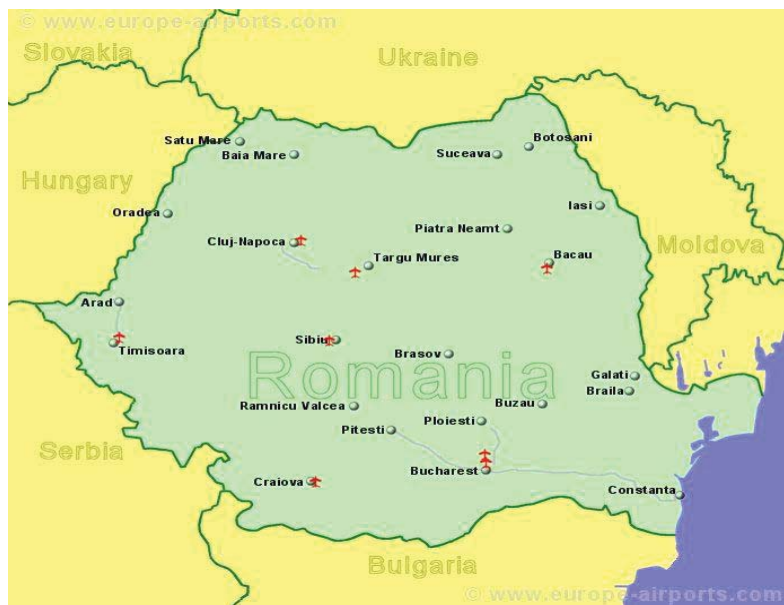 © www.europe-airports.com
Slovakia
Ukraine
Satu Mare
Botosani
Baia Mare
Suceava
Hungary
Oradea
Iasi
Piatra Neamt
Cluj-Napoca
Moldova
Targu Mures
Bacau
Arad
Sibiu
Timisoara
Brasov
Romania
Galati
Braila
Ramnicu Valcea
Buzau
Ploiesti
Pitesti
Serbia
Bucharest
Craiova
Constanta
Bulgaria
© www.europe-airports.com